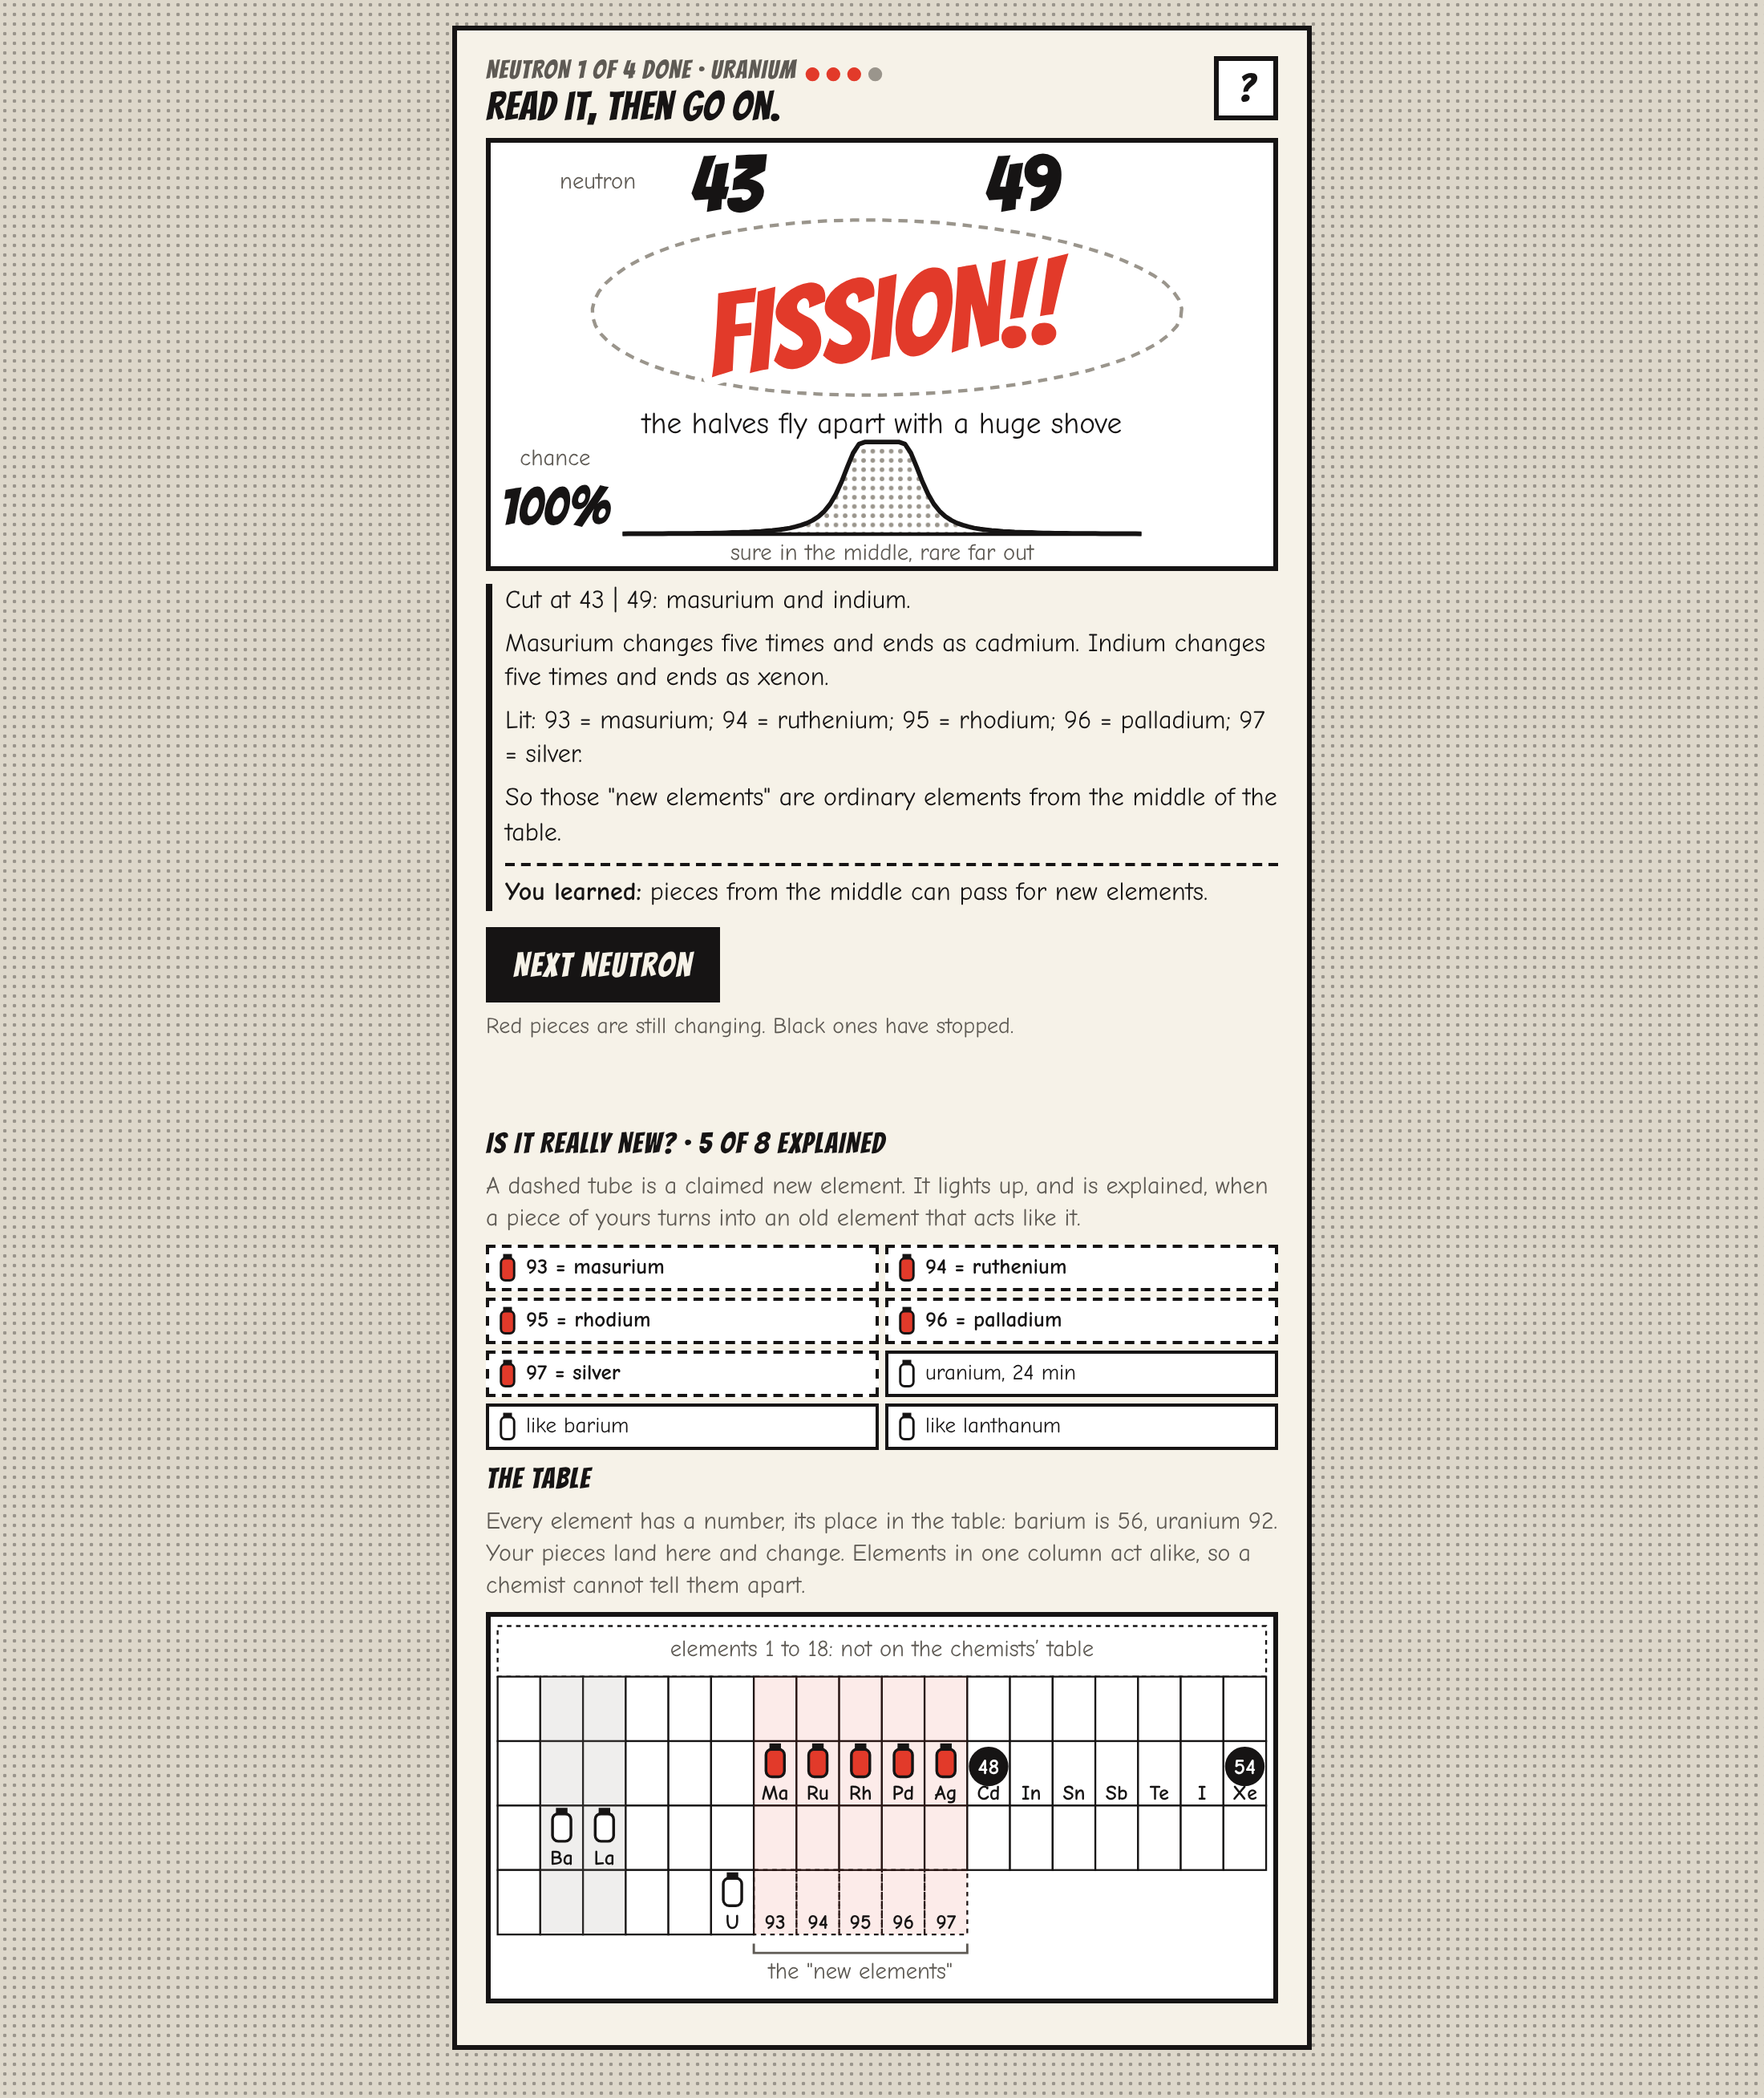 NEUTRON 1 OF 4 DONE · URANIUM
READ IT, THEN GO ON.
?
neutron
43
49
FISSION!!
the halves fly apart with a huge shove
chance
100%
sure in the middle, rare far out
Cut at 43 | 49: masurium and indium.
Masurium changes five times and ends as cadmium. Indium changes
five times and ends as xenon.
Lit: 93 = masurium; 94 = ruthenium; 95 = rhodium; 96 = palladium; 97
= silver.
So those "new elements" are ordinary elements from the middle of the
table.
You learned: pieces from the middle can pass for new elements.
NEXT NEUTRON
Red pieces are still changing. Black ones have stopped.
IS IT REALLY NEW? · 5 OF 8 EXPLAINED
A dashed tube is a claimed new element. It lights up, and is explained, when
a piece of yours turns into an old element that acts like it.
93 = masurium
94 = ruthenium
95 = rhodium
96 = palladium
97 = silver
uranium, 24 min
like barium
like lanthanum
THE TABLE
Every element has a number, its place in the table: barium is 56, uranium 92.
Your pieces land here and change. Elements in one column act alike, so a
chemist cannot tell them apart.
elements 1 to 18: not on the chemists’ table
48
54
Ma Ru Rh Pd Ag Cd In Sn Sb Te I Xe
Ba La
U 93 94 95 96 97
the "new elements"